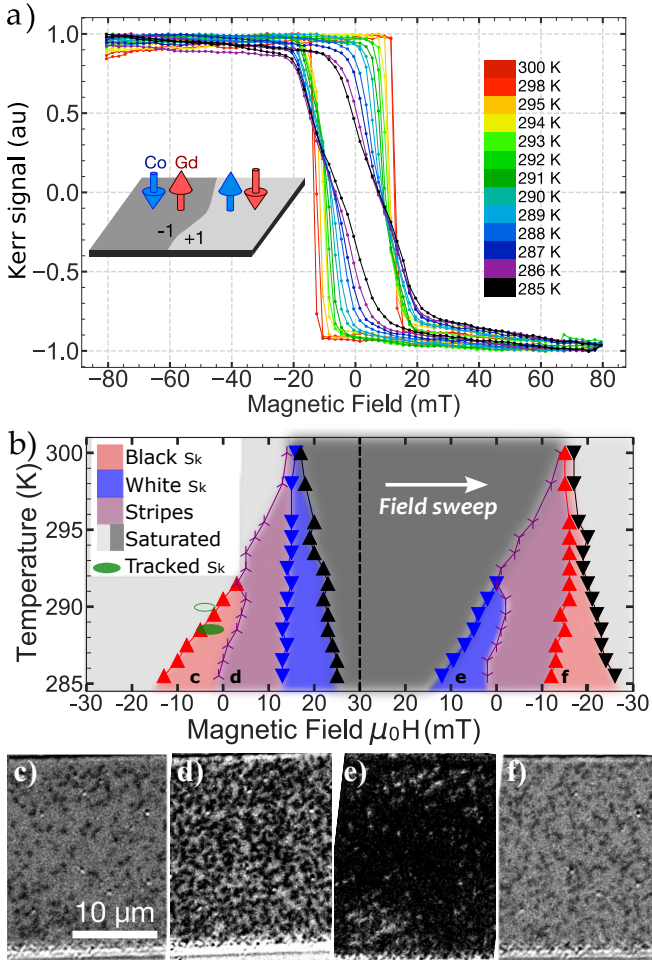 a)
1.0
0.5
0.0
−0.5
−1.0
Kerr signal (au)
−80 −60 −40 −20 0 20 40 60 80
Magnetic Field (mT)
Co Gd
-1
+1
300 K
298 K
295 K
294 K
293 K
292 K
291 K
290 K
289 K
288 K
287 K
286 K
285 K
b)
300
295
290
285
Temperature (K)
Black Sk
White Sk
Stripes
Saturated
Tracked Sk
Field sweep
c d e f
-30 -20 -10 0 10 20 30 20 10 0 -10 -20 -30
Magnetic Field μ₀H (mT)
c) d) e) f)
10 μm